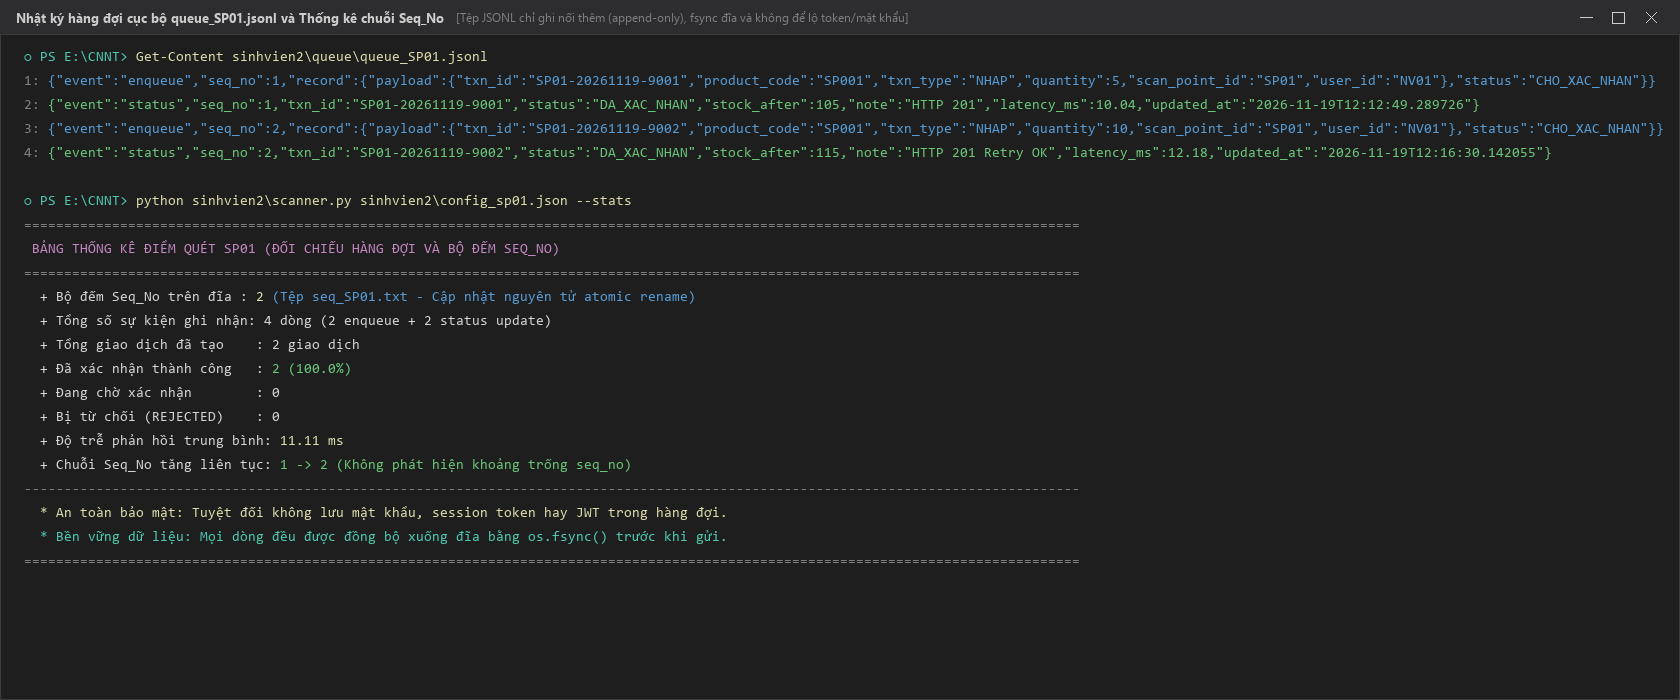 Nhật ký hàng đợi cục bộ queue_SP01.jsonl và Thống kê chuỗi Seq_No [Tệp JSONL chỉ ghi nối thêm (append-only), fsync đĩa và không để lộ token/mật khẩu]
o PS E:\CNNT> Get-Content sinhvien2\queue\queue_SP01.jsonl
1: {"event":"enqueue","seq_no":1,"record":{"payload":{"txn_id":"SP01-20261119-9001","product_code":"SP001","txn_type":"NHAP","quantity":5,"scan_point_id":"SP01","user_id":"NV01"},"status":"CHO_XAC_NHAN"}}
2: {"event":"status","seq_no":1,"txn_id":"SP01-20261119-9001","status":"DA_XAC_NHAN","stock_after":105,"note":"HTTP 201","latency_ms":10.04,"updated_at":"2026-11-19T12:12:49.289726"}
3: {"event":"enqueue","seq_no":2,"record":{"payload":{"txn_id":"SP01-20261119-9002","product_code":"SP001","txn_type":"NHAP","quantity":10,"scan_point_id":"SP01","user_id":"NV01"},"status":"CHO_XAC_NHAN"}}
4: {"event":"status","seq_no":2,"txn_id":"SP01-20261119-9002","status":"DA_XAC_NHAN","stock_after":115,"note":"HTTP 201 Retry OK","latency_ms":12.18,"updated_at":"2026-11-19T12:16:30.142055"}
o PS E:\CNNT> python sinhvien2\scanner.py sinhvien2\config_sp01.json --stats
====================================================================================================================================
BẢNG THỐNG KÊ ĐIỂM QUÉT SP01 (ĐỐI CHIẾU HÀNG ĐỢI VÀ BỘ ĐẾM SEQ_NO)
====================================================================================================================================
+ Bộ đếm Seq_No trên đĩa : 2 (Tệp seq_SP01.txt - Cập nhật nguyên tử atomic rename)
+ Tổng số sự kiện ghi nhận: 4 dòng (2 enqueue + 2 status update)
+ Tổng giao dịch đã tạo : 2 giao dịch
+ Đã xác nhận thành công : 2 (100.0%)
+ Đang chờ xác nhận : 0
+ Bị từ chối (REJECTED) : 0
+ Độ trễ phản hồi trung bình: 11.11 ms
+ Chuỗi Seq_No tăng liên tục: 1 -> 2 (Không phát hiện khoảng trống seq_no)
------------------------------------------------------------------------------------------------------------------------------------
* An toàn bảo mật: Tuyệt đối không lưu mật khẩu, session token hay JWT trong hàng đợi.
* Bền vững dữ liệu: Mọi dòng đều được đồng bộ xuống đĩa bằng os.fsync() trước khi gửi.
====================================================================================================================================